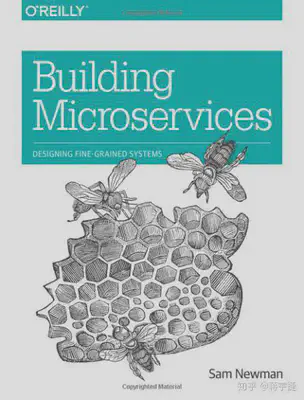 O'REILLY®
Building
Microservices
DESIGNING FINE-GRAINED SYSTEMS
Sam Newman